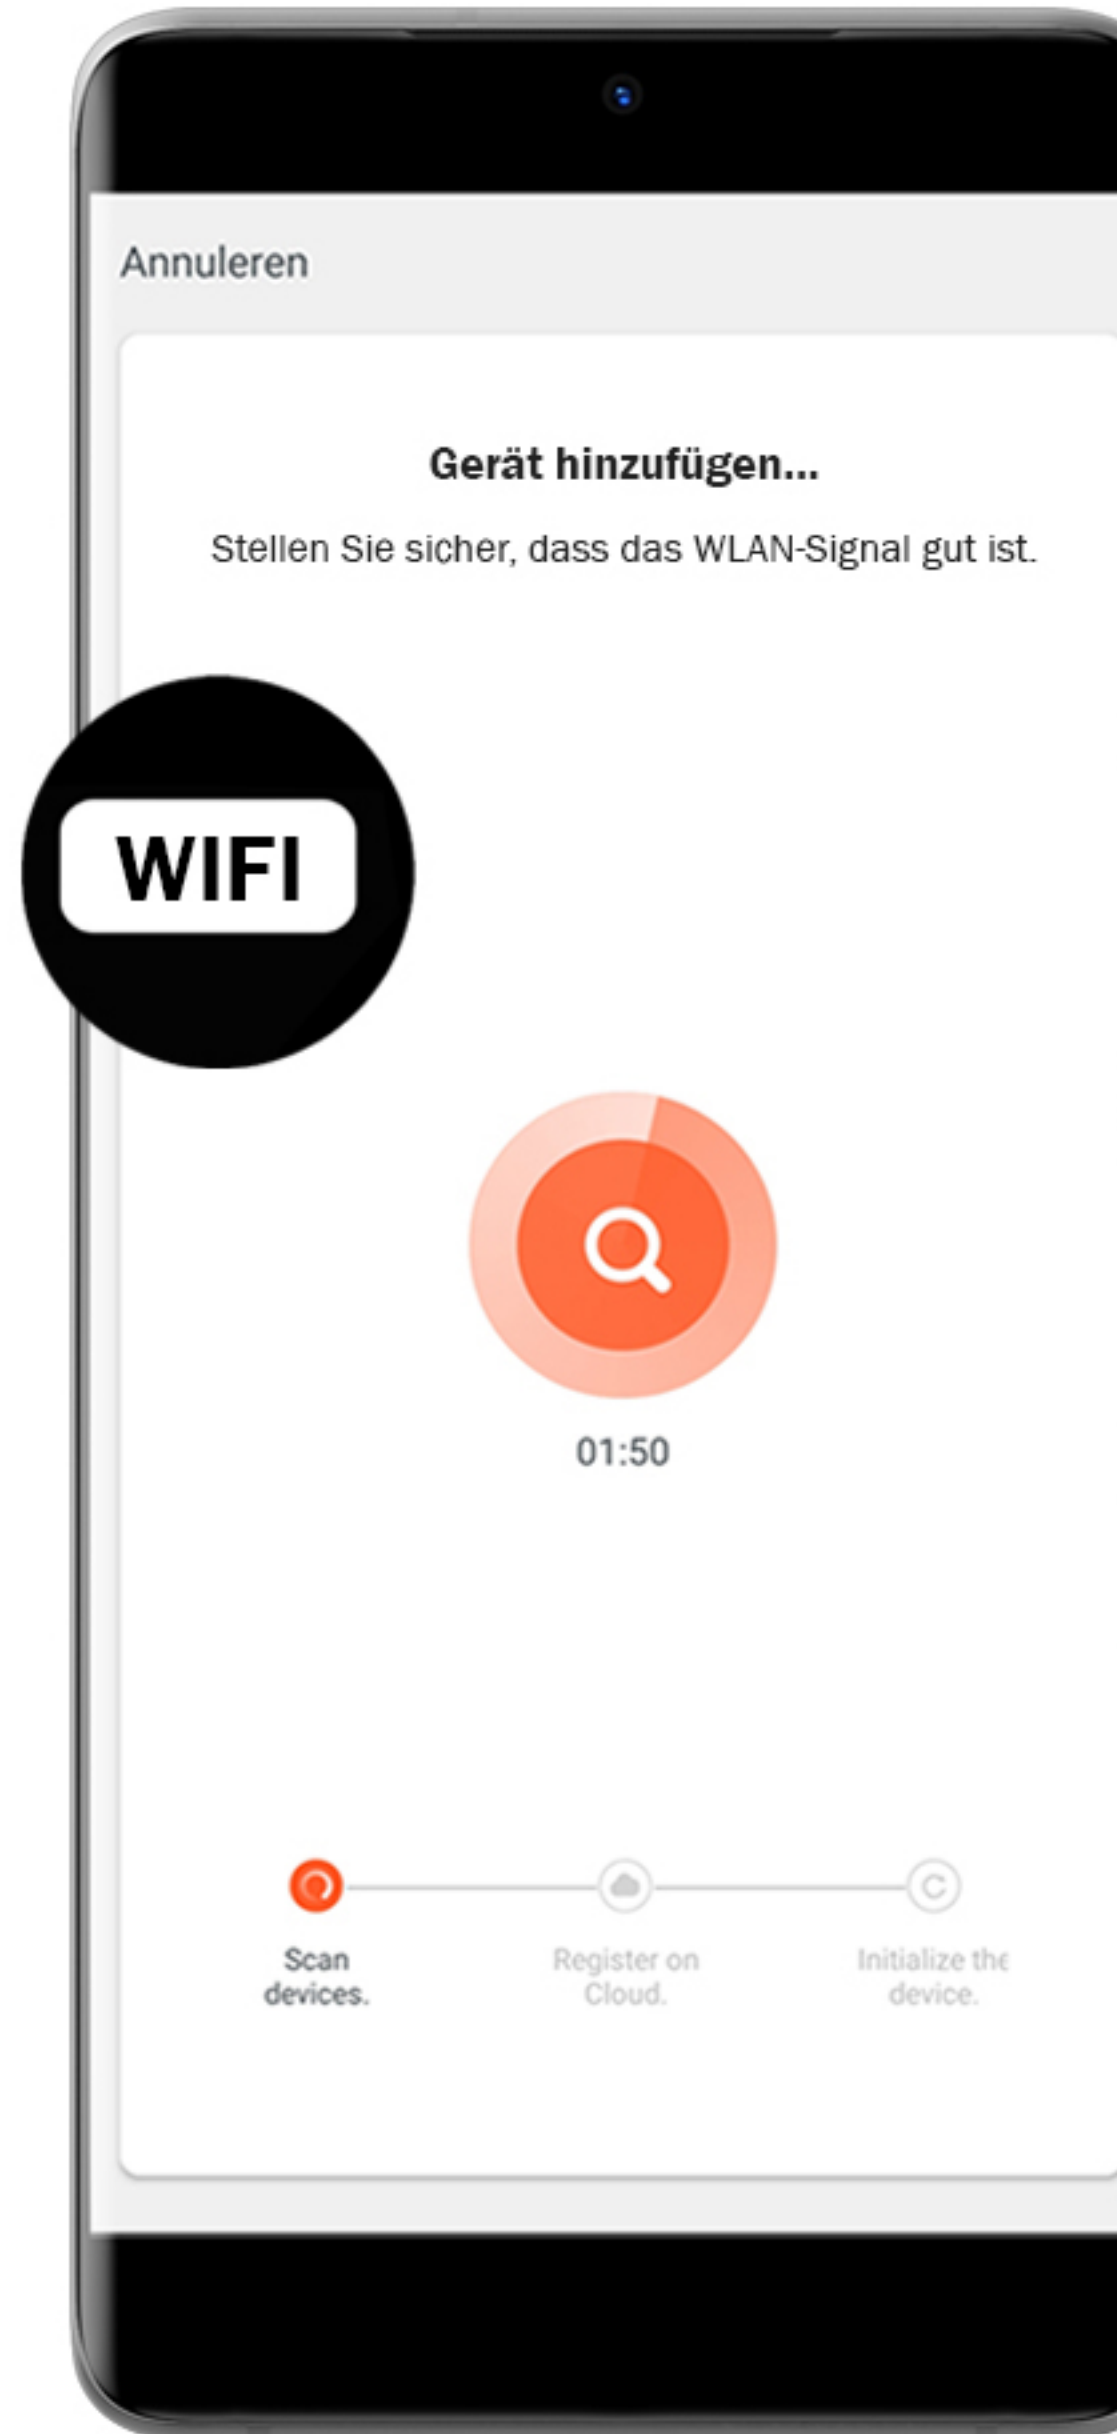 Annuleren
Gerät hinzufügen...
Stellen Sie sicher, dass das WLAN-Signal gut ist.
WIFI
01:50
Scan
devices.
Register on
Cloud.
Initialize the
device.